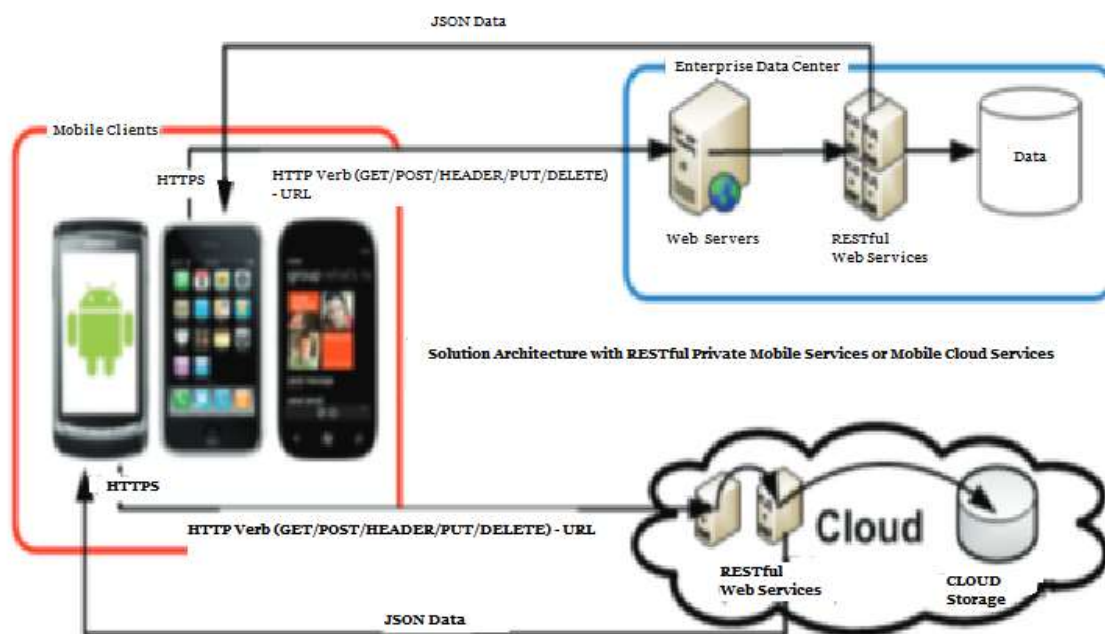 JSON Data
Enterprise Data Center
Mobile Clients
HTTPS
HTTP Verb (GET/POST/HEADER/PUT/DELETE)
- URL
Data
Web Servers
RESTful
Web Services
Solution Architecture with RESTful Private Mobile Services or Mobile Cloud Services
HTTPS
HTTP Verb (GET/POST/HEADER/PUT/DELETE) - URL
Cloud
RESTful
Web Services
CLOUD
Storage
JSON Data